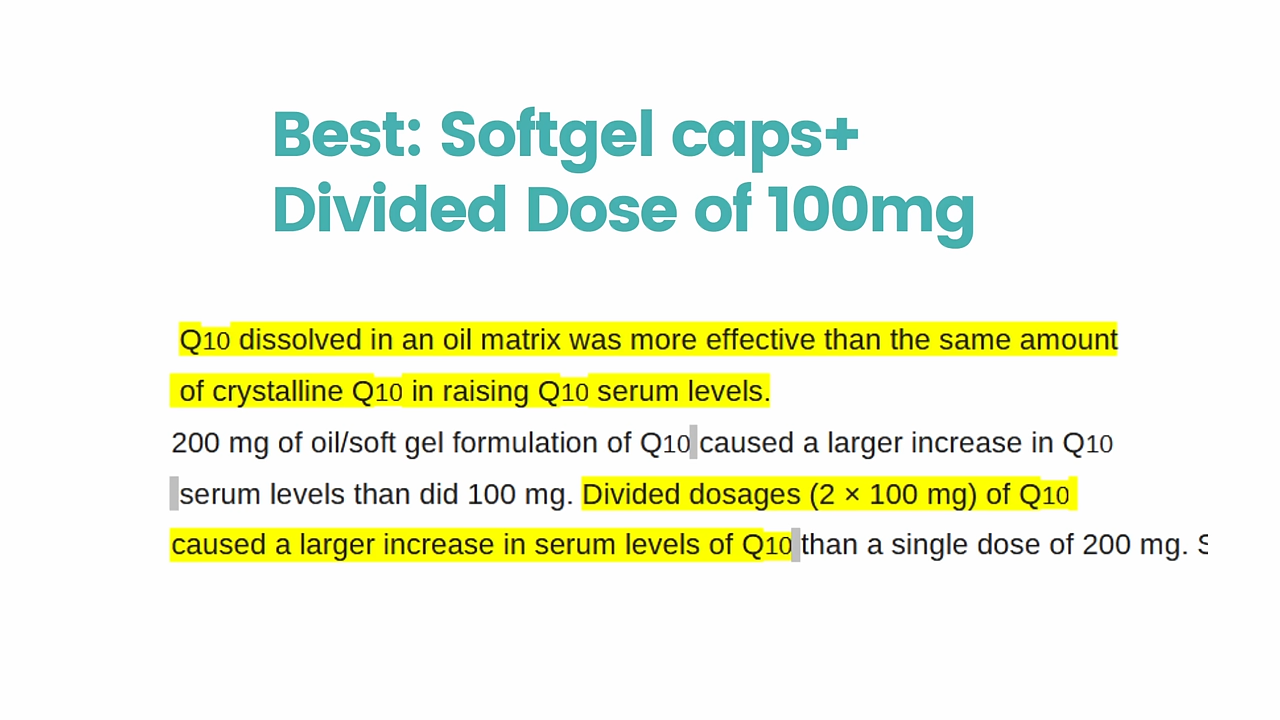 Best: Softgel caps+
Divided Dose of 100mg
Q10 dissolved in an oil matrix was more effective than the same amount
of crystalline Q10 in raising Q10 serum levels.
200 mg of oil/soft gel formulation of Q10 caused a larger increase in Q10
serum levels than did 100 mg. Divided dosages (2 × 100 mg) of Q10
caused a larger increase in serum levels of Q10 than a single dose of 200 mg.